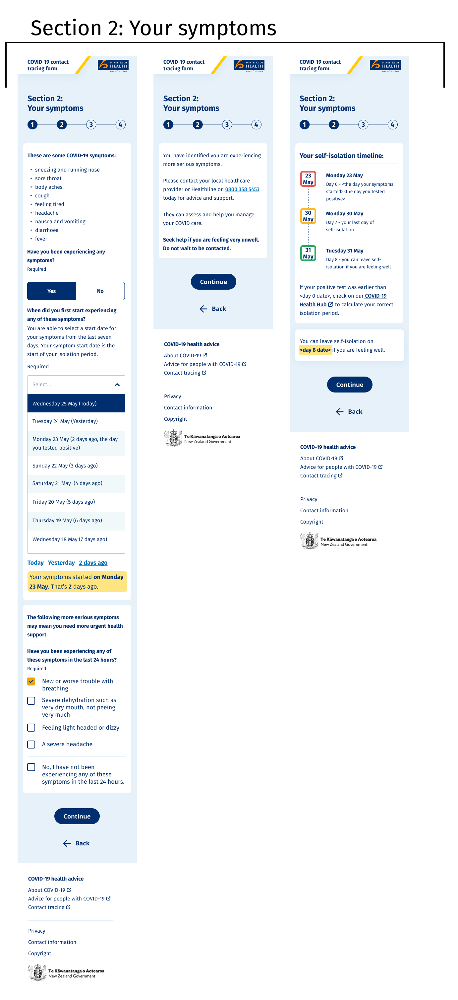 Section 2: Your symptoms
COVID-19 contact
tracing form
MINISTRY OF
HEALTH
MANATŪ HAUORA
Section 2:
Your symptoms
1
2
3
4
These are some COVID-19 symptoms:
• sneezing and running nose
• sore throat
• body aches
• cough
• feeling tired
• headache
• nausea and vomiting
• diarrhoea
• fever
Have you been experiencing any
symptoms?
Required
Yes
No
When did you first start experiencing
any of these symptoms?
You are able to select a start date for
your symptoms from the last seven
days. Your symptom start date is the
start of your isolation period.
Required
Select...
Wednesday 25 May (Today)
Tuesday 24 May (Yesterday)
Monday 23 May (2 days ago, the day
you tested positive)
Sunday 22 May (3 days ago)
Saturday 21 May (4 days ago)
Friday 20 May (5 days ago)
Thursday 19 May (6 days ago)
Wednesday 18 May (7 days ago)
Today Yesterday 2 days ago
Your symptoms started on Monday
23 May. That’s 2 days ago.
The following more serious symptoms
may mean you need more urgent health
support.
Have you been experiencing any of
these symptoms in the last 24 hours?
Required
New or worse trouble with
breathing
Severe dehydration such as
very dry mouth, not peeing
very much
Feeling light headed or dizzy
A severe headache
No, I have not been
experiencing any of these
symptoms in the last 24 hours.
Continue
Back
COVID-19 health advice
About COVID-19
Advice for people with COVID-19
Contact tracing
Privacy
Contact information
Copyright
Te Kāwanatanga o Aotearoa
New Zealand Government
COVID-19 contact
tracing form
MINISTRY OF
HEALTH
MANATŪ HAUORA
Section 2:
Your symptoms
1
2
3
4
You have identified you are experiencing
more serious symptoms.
Please contact your local healthcare
provider or Healthline on 0800 358 5453
today for advice and support.
They can assess and help you manage
your COVID care.
Seek help if you are feeling very unwell.
Do not wait to be contacted.
Continue
Back
COVID-19 health advice
About COVID-19
Advice for people with COVID-19
Contact tracing
Privacy
Contact information
Copyright
Te Kāwanatanga o Aotearoa
New Zealand Government
COVID-19 contact
tracing form
MINISTRY OF
HEALTH
MANATŪ HAUORA
Section 2:
Your symptoms
1
2
3
4
Your self-isolation timeline:
23
May
Monday 23 May
Day 0 - <the day your symptoms
started><the day you tested
positive>
30
May
Monday 30 May
Day 7 - your last day of
self-isolation
31
May
Tuesday 31 May
Day 8 - you can leave self-
isolation if you are feeling well
If your positive test was earlier than
<day 0 date>, check on our COVID-19
Health Hub to calculate your correct
isolation period.
You can leave self-isolation on
<day 8 date> if you are feeling well.
Continue
Back
COVID-19 health advice
About COVID-19
Advice for people with COVID-19
Contact tracing
Privacy
Contact information
Copyright
Te Kāwanatanga o Aotearoa
New Zealand Government